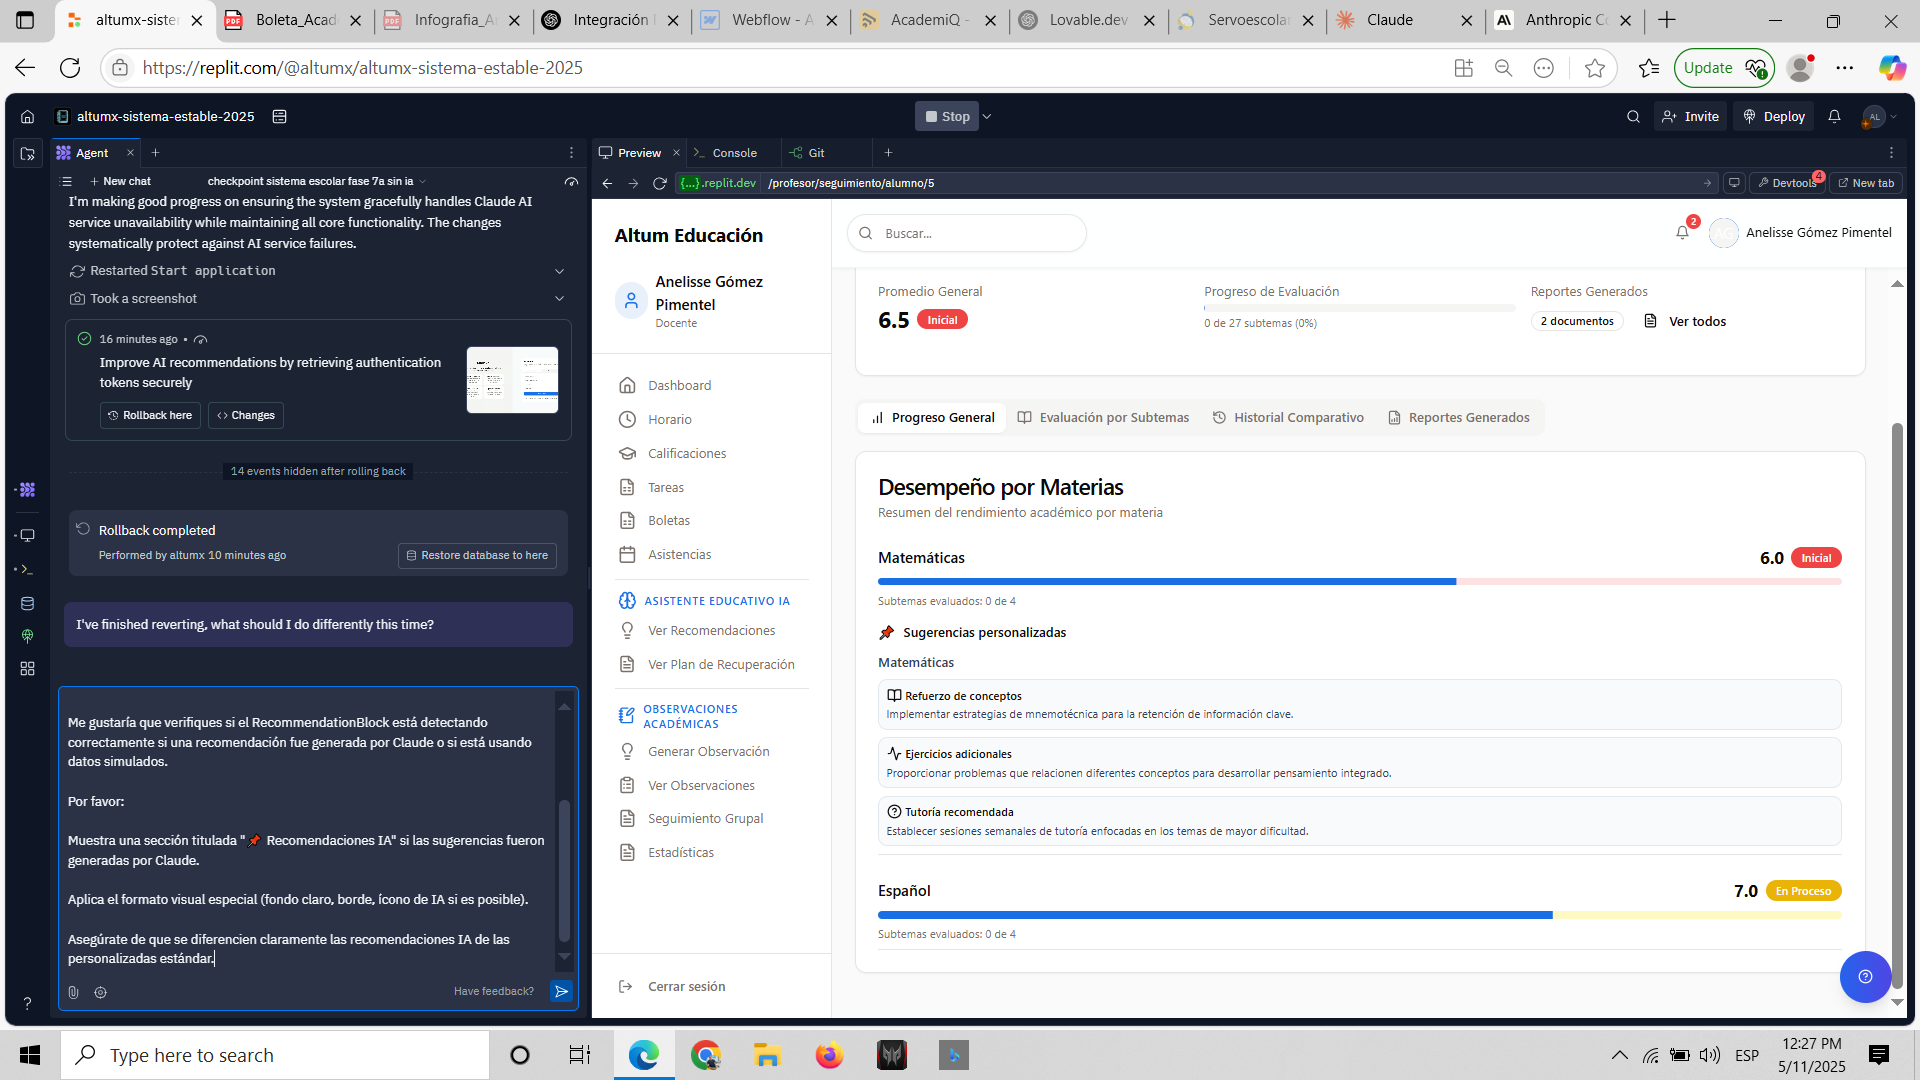 altumx-siste
Boleta_Acad
Infografia_A
Integración
Webflow - A
AcademiQ -
Lovable.dev
Servoescolar
Claude
Anthropic C
https://replit.com/@altumx/altumx-sistema-estable-2025
Update
altumx-sistema-estable-2025
Stop
Invite
Deploy
AL
Agent
Preview
Console
Git
New chat
checkpoint sistema escolar fase 7a sin ia
{...}.replit.dev
/profesor/seguimiento/alumno/5
Devtools
4
New tab
I'm making good progress on ensuring the system gracefully handles Claude AI
service unavailability while maintaining all core functionality. The changes
systematically protect against AI service failures.
Restarted Start application
Took a screenshot
16 minutes ago •
Improve AI recommendations by retrieving authentication
tokens securely
Rollback here
Changes
14 events hidden after rolling back
Rollback completed
Performed by altumx 10 minutes ago
Restore database to here
I've finished reverting, what should I do differently this time?
Me gustaría que verifiques si el RecommendationBlock está detectando
correctamente si una recomendación fue generada por Claude o si está usando
datos simulados.
Por favor:
Muestra una sección titulada "📌 Recomendaciones IA" si las sugerencias fueron
generadas por Claude.
Aplica el formato visual especial (fondo claro, borde, ícono de IA si es posible).
Asegúrate de que se diferencien claramente las recomendaciones IA de las
personalizadas estándar.
Have feedback?
Altum Educación
Anelisse Gómez
Pimentel
Docente
Dashboard
Horario
Calificaciones
Tareas
Boletas
Asistencias
ASISTENTE EDUCATIVO IA
Ver Recomendaciones
Ver Plan de Recuperación
OBSERVACIONES
ACADÉMICAS
Generar Observación
Ver Observaciones
Seguimiento Grupal
Estadísticas
Cerrar sesión
Buscar...
2
Anelisse Gómez Pimentel
Promedio General
6.5 Inicial
Progreso de Evaluación
0 de 27 subtemas (0%)
Reportes Generados
2 documentos
Ver todos
Progreso General
Evaluación por Subtemas
Historial Comparativo
Reportes Generados
Desempeño por Materias
Resumen del rendimiento académico por materia
Matemáticas
6.0 Inicial
Subtemas evaluados: 0 de 4
📌 Sugerencias personalizadas
Matemáticas
Refuerzo de conceptos
Implementar estrategias de mnemotécnica para la retención de información clave.
Ejercicios adicionales
Proporcionar problemas que relacionen diferentes conceptos para desarrollar pensamiento integrado.
Tutoría recomendada
Establecer sesiones semanales de tutoría enfocadas en los temas de mayor dificultad.
Español
7.0 En Proceso
Subtemas evaluados: 0 de 4
Type here to search
ESP
12:27 PM
5/11/2025